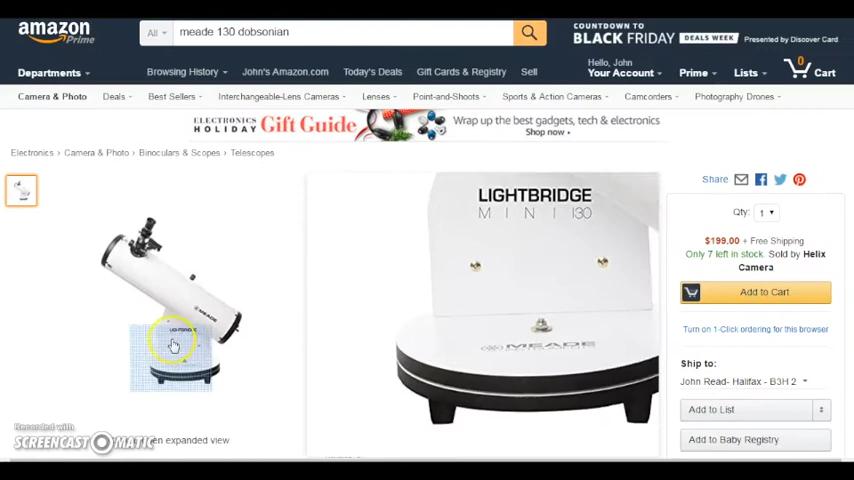 amazon
Prime
All
meade 130 dobsonian
COUNTDOWN TO
BLACK FRIDAY DEALS WEEK Presented by Discover Card
Departments
Browsing History
John's Amazon.com
Today's Deals
Gift Cards & Registry
Sell
Hello, John
Your Account
Prime
Lists
0
Cart
Camera & Photo
Deals
Best Sellers
Interchangeable-Lens Cameras
Lenses
Point-and-Shoots
Sports & Action Cameras
Camcorders
Photography Drones
ELECTRONICS
HOLIDAY Gift Guide
Wrap up the best gadgets, tech & electronics
Shop now
Electronics › Camera & Photo › Binoculars & Scopes › Telescopes
Share
Qty: 1
$199.00 + Free Shipping
Only 7 left in stock. Sold by Helix
Camera
Add to Cart
Turn on 1-Click ordering for this browser
Ship to:
John Read- Halifax - B3H 2
Add to List
Add to Baby Registry
LIGHTBRIDGE
MINI 130
MEADE
MEADE
LIGHTBRIDGE
en expanded view
Recorded with
SCREENCAST MATIC